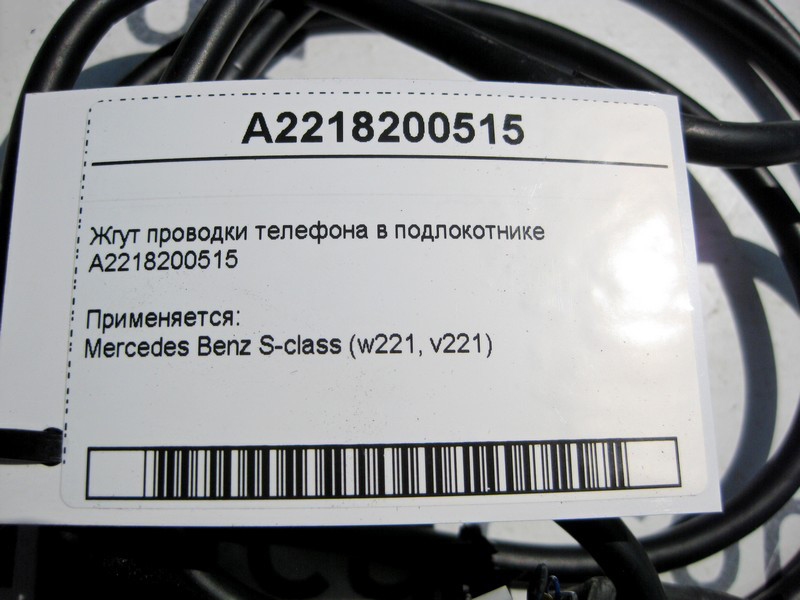 A2218200515
Жгут проводки телефона в подлокотнике
A2218200515
Применяется:
Mercedes Benz S-class (w221, v221)